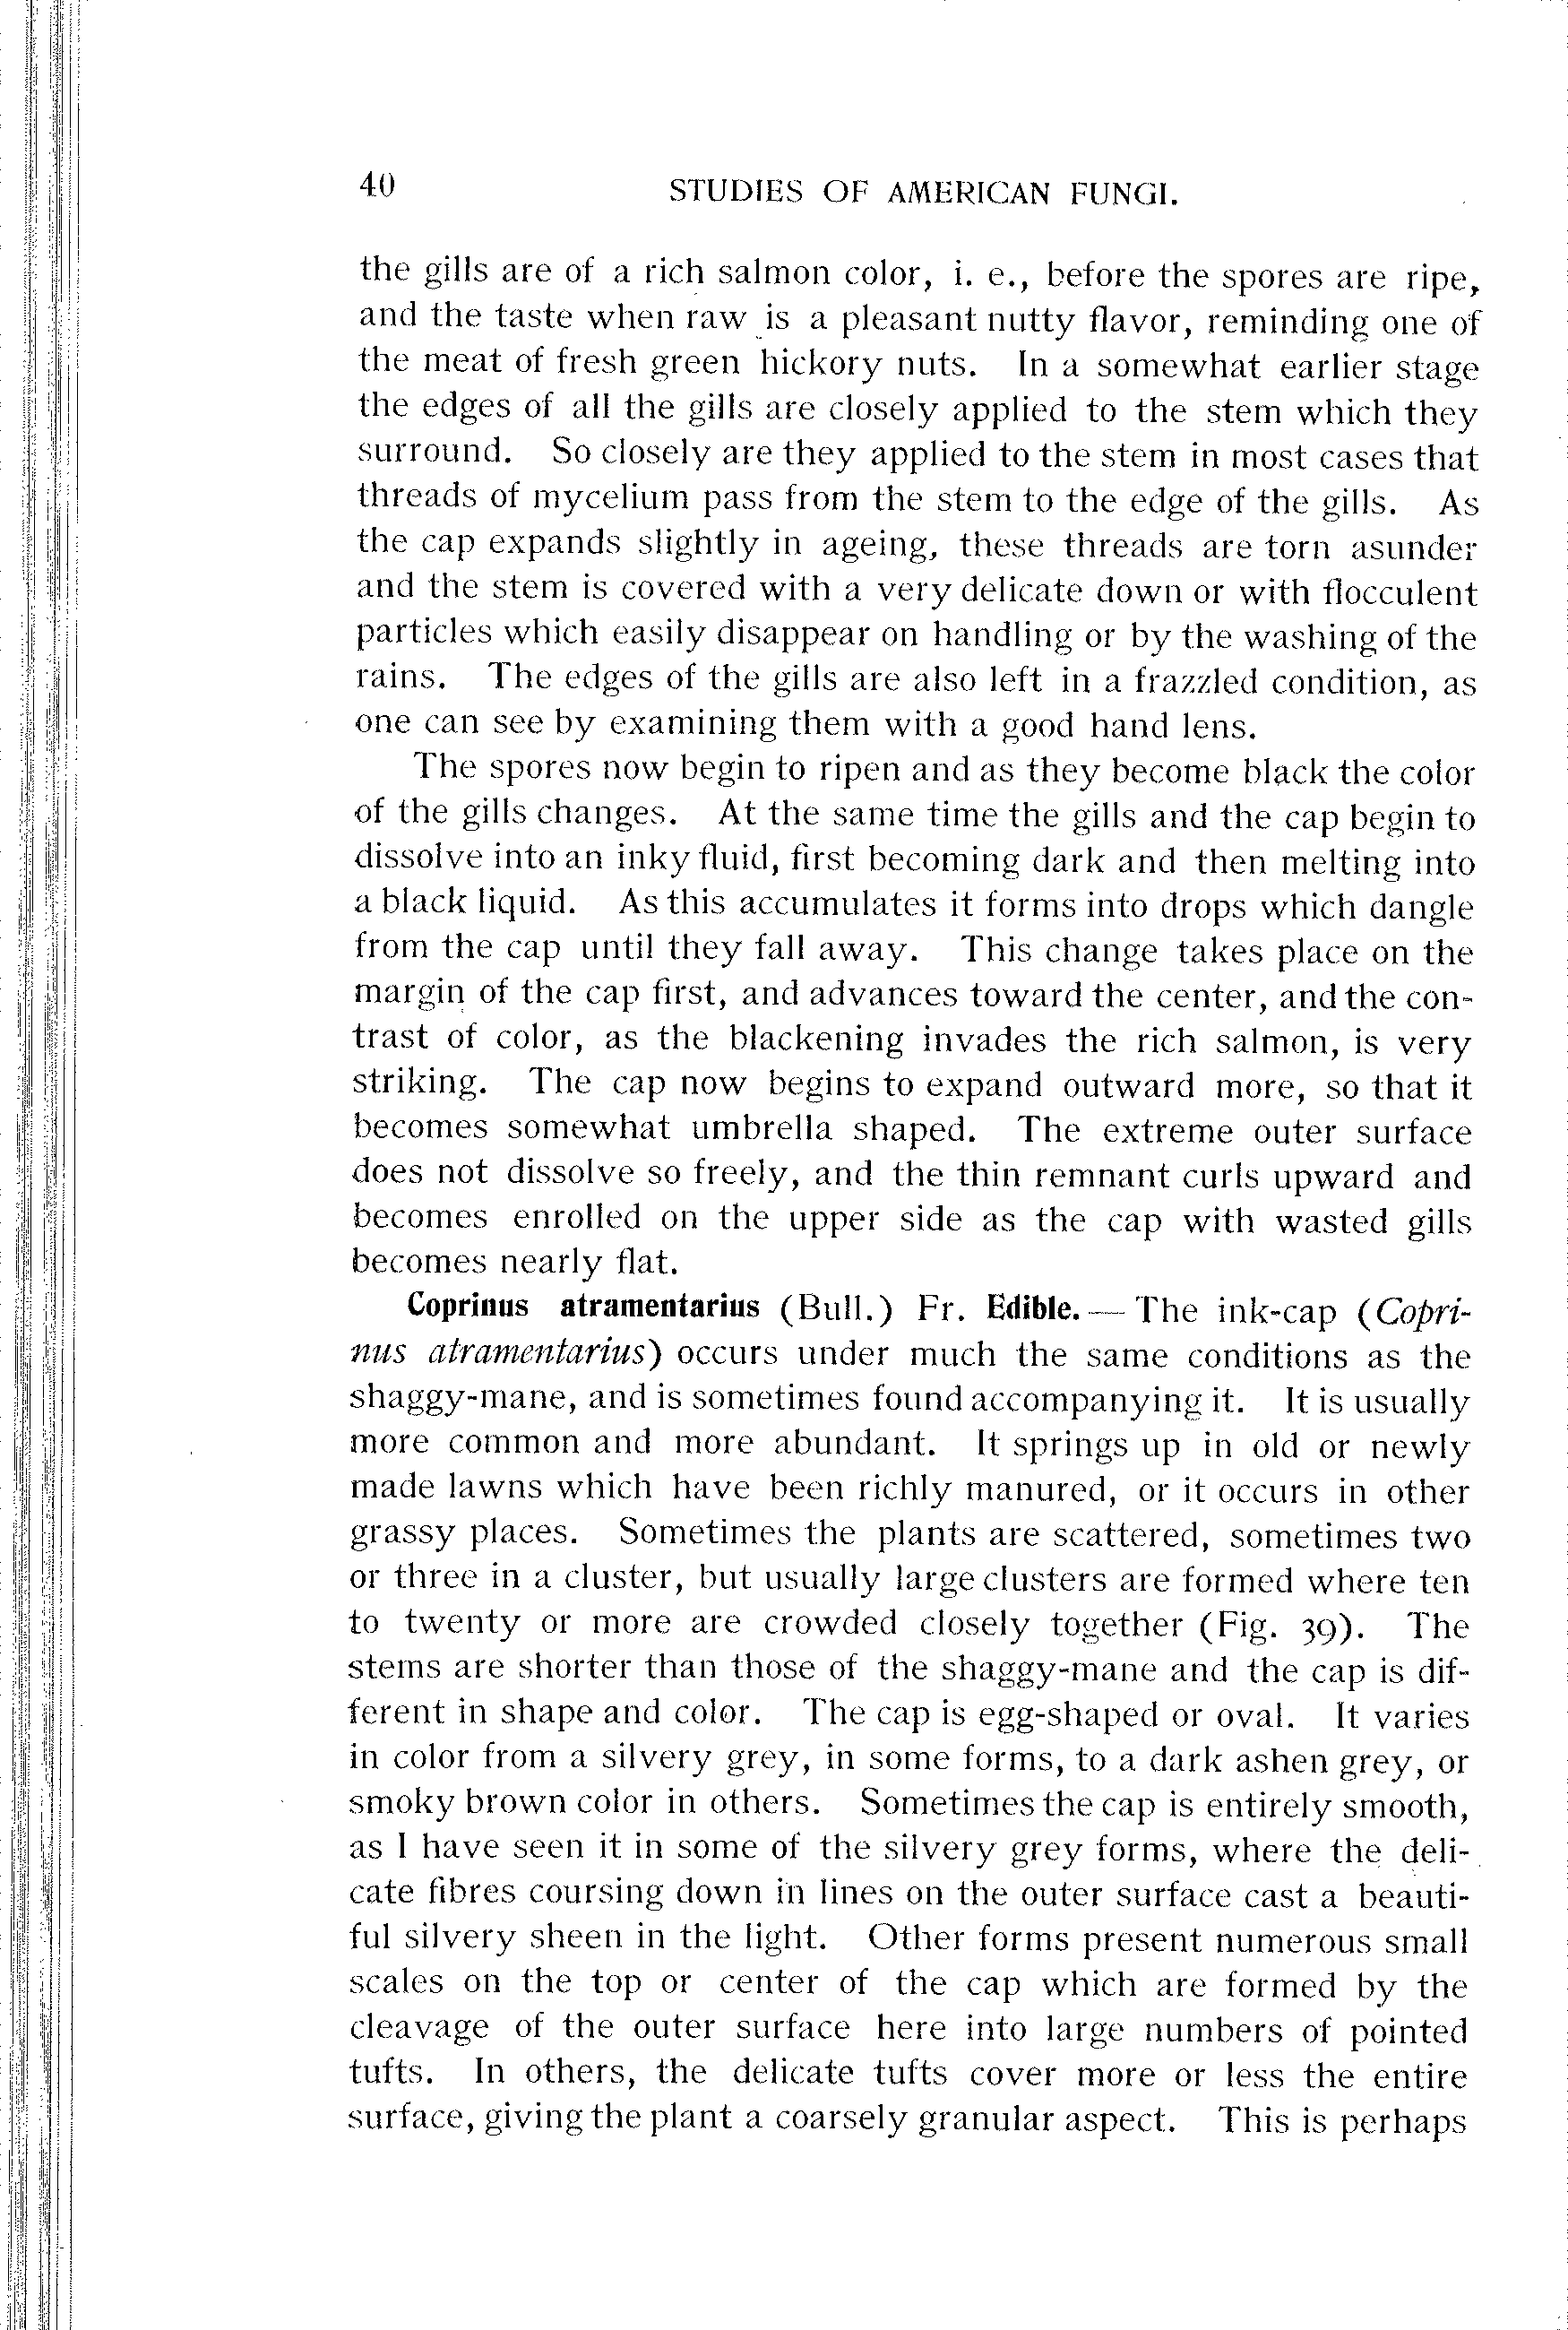 40
STUDIES OF AMERICAN FUNGI.
the gills are of a rich salmon color, i. e., before the spores are ripe,
and the taste when raw is a pleasant nutty flavor, reminding one of
the meat of fresh green hickory nuts. In a somewhat earlier stage
the edges of all the gills are closely applied to the stem which they
surround. So closely are they applied to the stem in most cases that
threads of mycelium pass from the stem to the edge of the gills. As
the cap expands slightly in ageing, these threads are torn asunder
and the stem is covered with a very delicate down or with flocculent
particles which easily disappear on handling or by the washing of the
rains. The edges of the gills are also left in a frazzled condition, as
one can see by examining them with a good hand lens.
The spores now begin to ripen and as they become black the color
of the gills changes. At the same time the gills and the cap begin to
dissolve into an inky fluid, first becoming dark and then melting into
a black liquid. As this accumulates it forms into drops which dangle
from the cap until they fall away. This change takes place on the
margin of the cap first, and advances toward the center, and the con-
trast of color, as the blackening invades the rich salmon, is very
striking. The cap now begins to expand outward more, so that it
becomes somewhat umbrella shaped. The extreme outer surface
does not dissolve so freely, and the thin remnant curls upward and
becomes enrolled on the upper side as the cap with wasted gills
becomes nearly flat.
Coprinus atramentarius (Bull.) Fr. Edible.— The ink-cap (Copri-
nus atramentarius) occurs under much the same conditions as the
shaggy-mane, and is sometimes found accompanying it. It is usually
more common and more abundant. It springs up in old or newly
made lawns which have been richly manured, or it occurs in other
grassy places. Sometimes the plants are scattered, sometimes two
or three in a cluster, but usually large clusters are formed where ten
to twenty or more are crowded closely together (Fig. 39). The
stems are shorter than those of the shaggy-mane and the cap is dif-
ferent in shape and color. The cap is egg-shaped or oval. It varies
in color from a silvery grey, in some forms, to a dark ashen grey, or
smoky brown color in others. Sometimes the cap is entirely smooth,
as I have seen it in some of the silvery grey forms, where the deli-
cate fibres coursing down in lines on the outer surface cast a beauti-
ful silvery sheen in the light. Other forms present numerous small
scales on the top or center of the cap which are formed by the
cleavage of the outer surface here into large numbers of pointed
tufts. In others, the delicate tufts cover more or less the entire
surface, giving the plant a coarsely granular aspect. This is perhaps